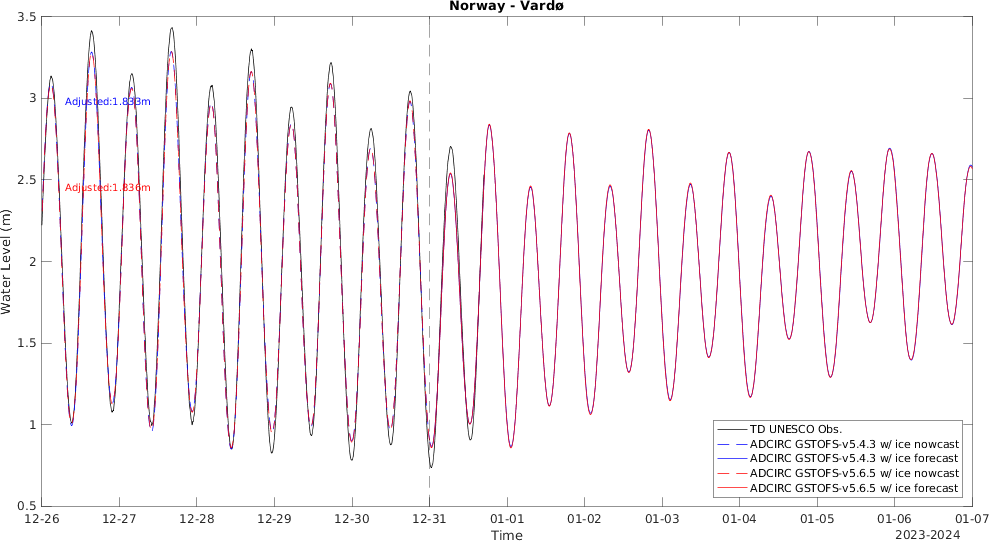 Norway - Vardø
3.5
3
2.5
2
1.5
1
0.5
Water Level (m)
Adjusted:1.833m
Adjusted:1.836m
TD UNESCO Obs.
ADCIRC GSTOFS-v5.4.3 w/ ice nowcast
ADCIRC GSTOFS-v5.4.3 w/ ice forecast
ADCIRC GSTOFS-v5.6.5 w/ ice nowcast
ADCIRC GSTOFS-v5.6.5 w/ ice forecast
12-26 12-27 12-28 12-29 12-30 12-31 01-01 01-02 01-03 01-04 01-05 01-06 01-07
Time
2023-2024